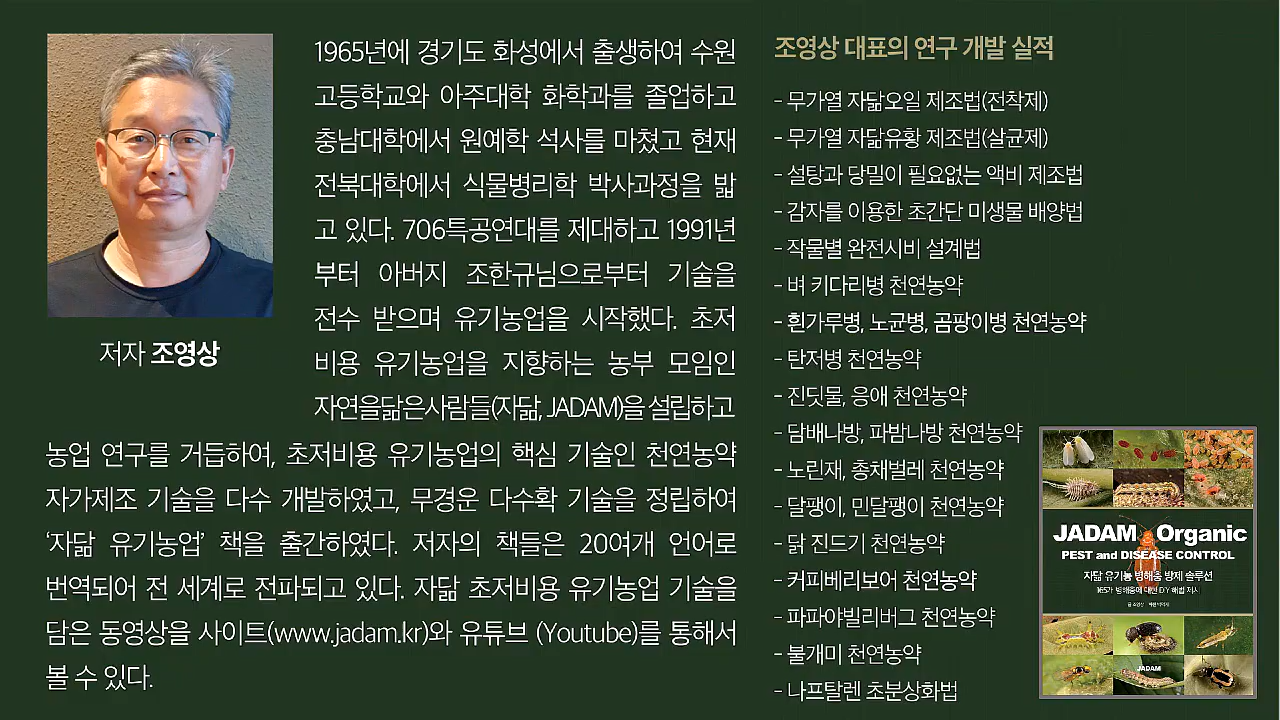 1965년에 경기도 화성에서 출생하여 수원
고등학교와 아주대학 화학과를 졸업하고
충남대학에서 원예학 석사를 마쳤고 현재
전북대학에서 식물병리학 박사과정을 밟
고 있다. 706특공연대를 제대하고 1991년
부터 아버지 조한규님으로부터 기술을
전수 받으며 유기농업을 시작했다. 초저
비용 유기농업을 지향하는 농부 모임인
자연을닮은사람들(자닮, JADAM)을 설립하고
농업 연구를 거듭하여, 초저비용 유기농업의 핵심 기술인 천연농약
자가제조 기술을 다수 개발하였고, 무경운 다수확 기술을 정립하여
‘자닮 유기농업’ 책을 출간하였다. 저자의 책들은 20여개 언어로
번역되어 전 세계로 전파되고 있다. 자닮 초저비용 유기농업 기술을
담은 동영상을 사이트(www.jadam.kr)와 유튜브 (Youtube)를 통해서
볼 수 있다.
저자 조영상
조영상 대표의 연구 개발 실적
- 무가열 자닮오일 제조법(전착제)
- 무가열 자닮유황 제조법(살균제)
- 설탕과 당밀이 필요없는 액비 제조법
- 감자를 이용한 초간단 미생물 배양법
- 작물별 완전시비 설계법
- 벼 키다리병 천연농약
- 흰가루병, 노균병, 곰팡이병 천연농약
- 탄저병 천연농약
- 진딧물, 응애 천연농약
- 담배나방, 파밤나방 천연농약
- 노린재, 총채벌레 천연농약
- 달팽이, 민달팽이 천연농약
- 닭 진드기 천연농약
- 커피베리보어 천연농약
- 파파야빌리버그 천연농약
- 불개미 천연농약
- 나프탈렌 초분상화법
JADAM Organic
PEST and DISEASE CONTROL
자닮 유기농 병해충 방제 솔루션
JADAM